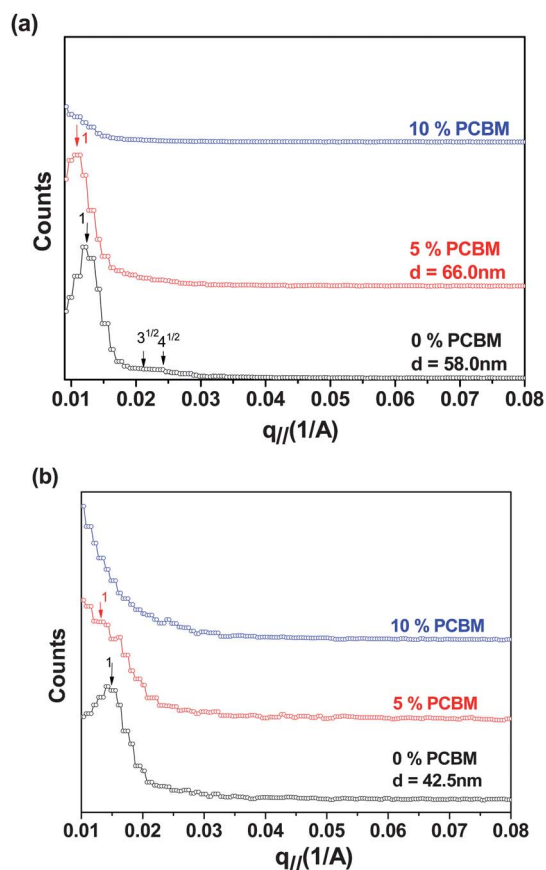 (a)
Counts
10 % PCBM
1
5 % PCBM
d = 66.0nm
1
3^1/2 4^1/2
0 % PCBM
d = 58.0nm
0.01 0.02 0.03 0.04 0.05 0.06 0.07 0.08
q//(1/A)
(b)
Counts
10 % PCBM
1
5 % PCBM
1
0 % PCBM
d = 42.5nm
0.01 0.02 0.03 0.04 0.05 0.06 0.07 0.08
q//(1/A)